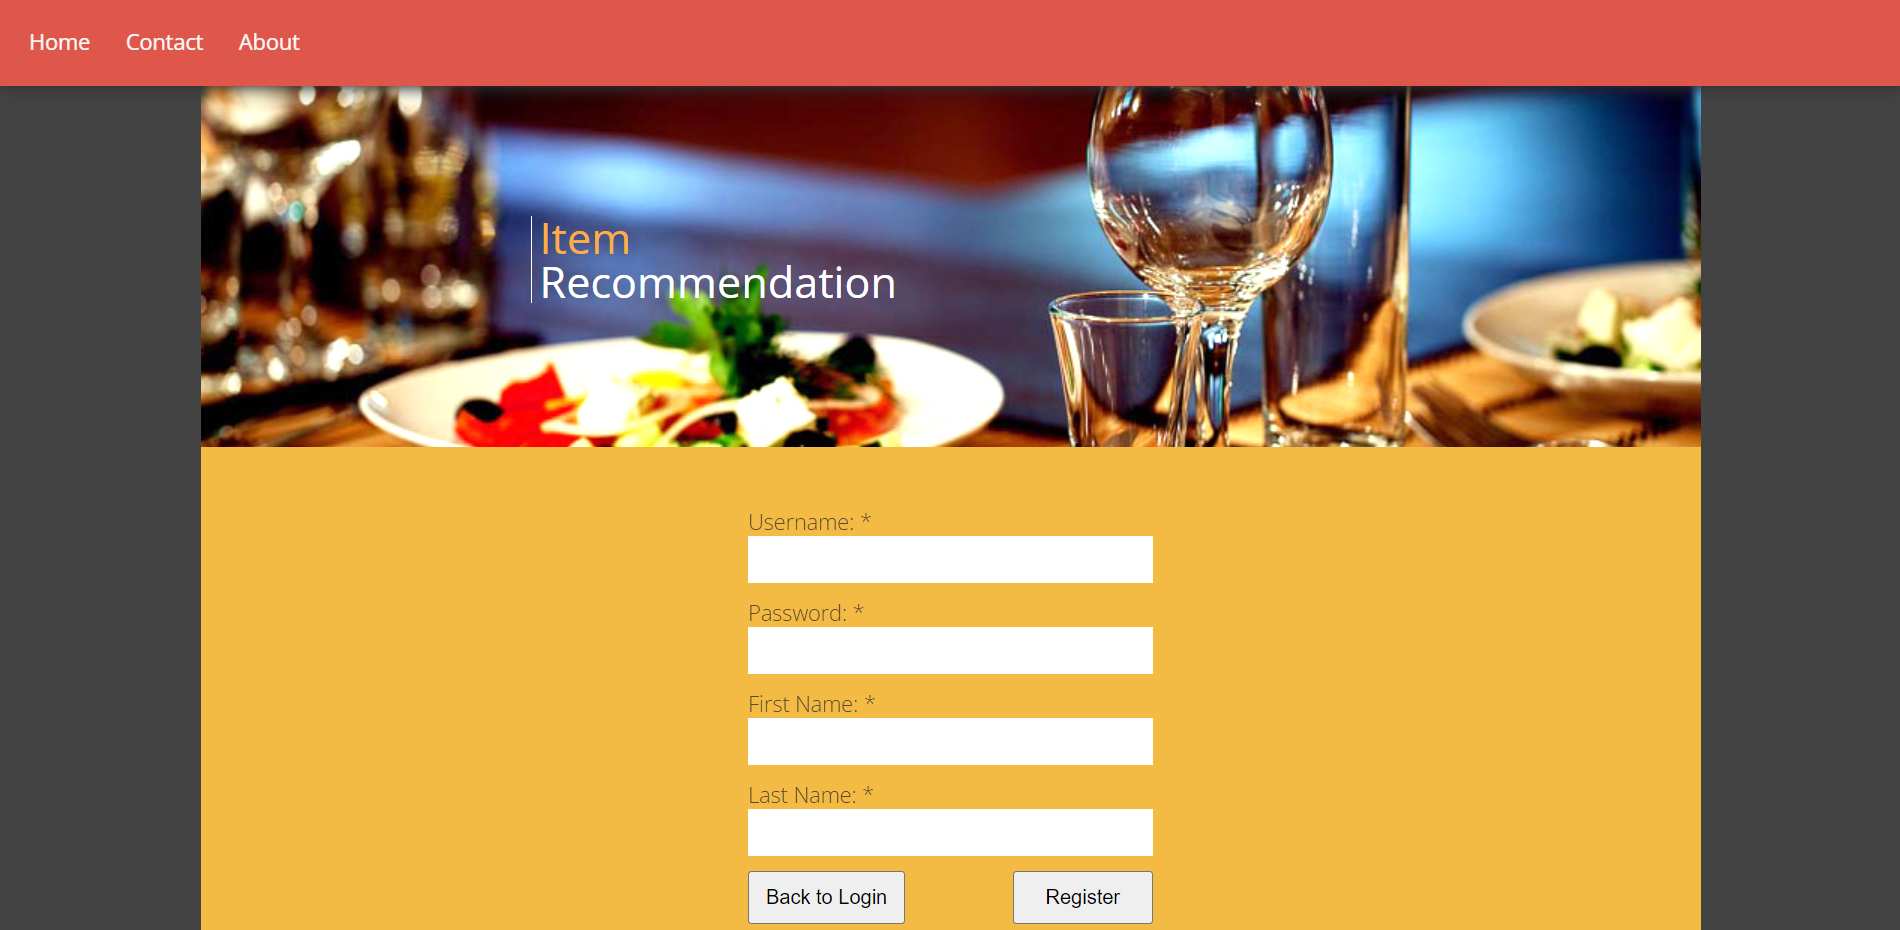 Home Contact About
Item
Recommendation
Username: *
Password: *
First Name: *
Last Name: *
Back to Login Register